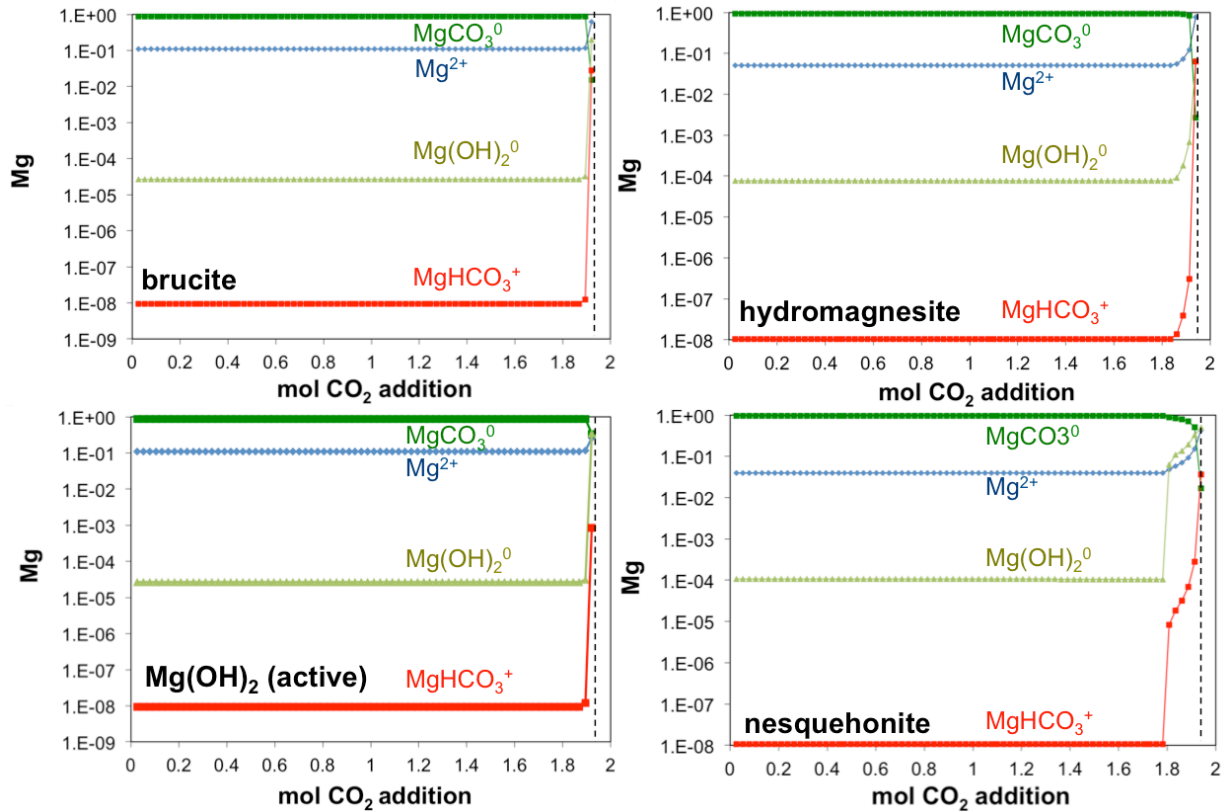 1.E+00
1.E-01
1.E-02
1.E-03
1.E-04
1.E-05
1.E-06
1.E-07
1.E-08
1.E-09
Mg
MgCO₃⁰
Mg²⁺
Mg(OH)₂⁰
MgHCO₃⁺
brucite
0 0.2 0.4 0.6 0.8 1 1.2 1.4 1.6 1.8 2
mol CO₂ addition
1.E+00
1.E-01
1.E-02
1.E-03
1.E-04
1.E-05
1.E-06
1.E-07
1.E-08
Mg
MgCO₃⁰
Mg²⁺
Mg(OH)₂⁰
MgHCO₃⁺
hydromagnesite
0 0.2 0.4 0.6 0.8 1 1.2 1.4 1.6 1.8 2
mol CO₂ addition
1.E+00
1.E-01
1.E-02
1.E-03
1.E-04
1.E-05
1.E-06
1.E-07
1.E-08
1.E-09
Mg
MgCO₃⁰
Mg²⁺
Mg(OH)₂⁰
MgHCO₃⁺
Mg(OH)₂ (active)
0 0.2 0.4 0.6 0.8 1 1.2 1.4 1.6 1.8 2
mol CO₂ addition
1.E+00
1.E-01
1.E-02
1.E-03
1.E-04
1.E-05
1.E-06
1.E-07
1.E-08
Mg
MgCO3⁰
Mg²⁺
Mg(OH)₂⁰
MgHCO₃⁺
nesquehonite
0 0.2 0.4 0.6 0.8 1 1.2 1.4 1.6 1.8 2
mol CO₂ addition